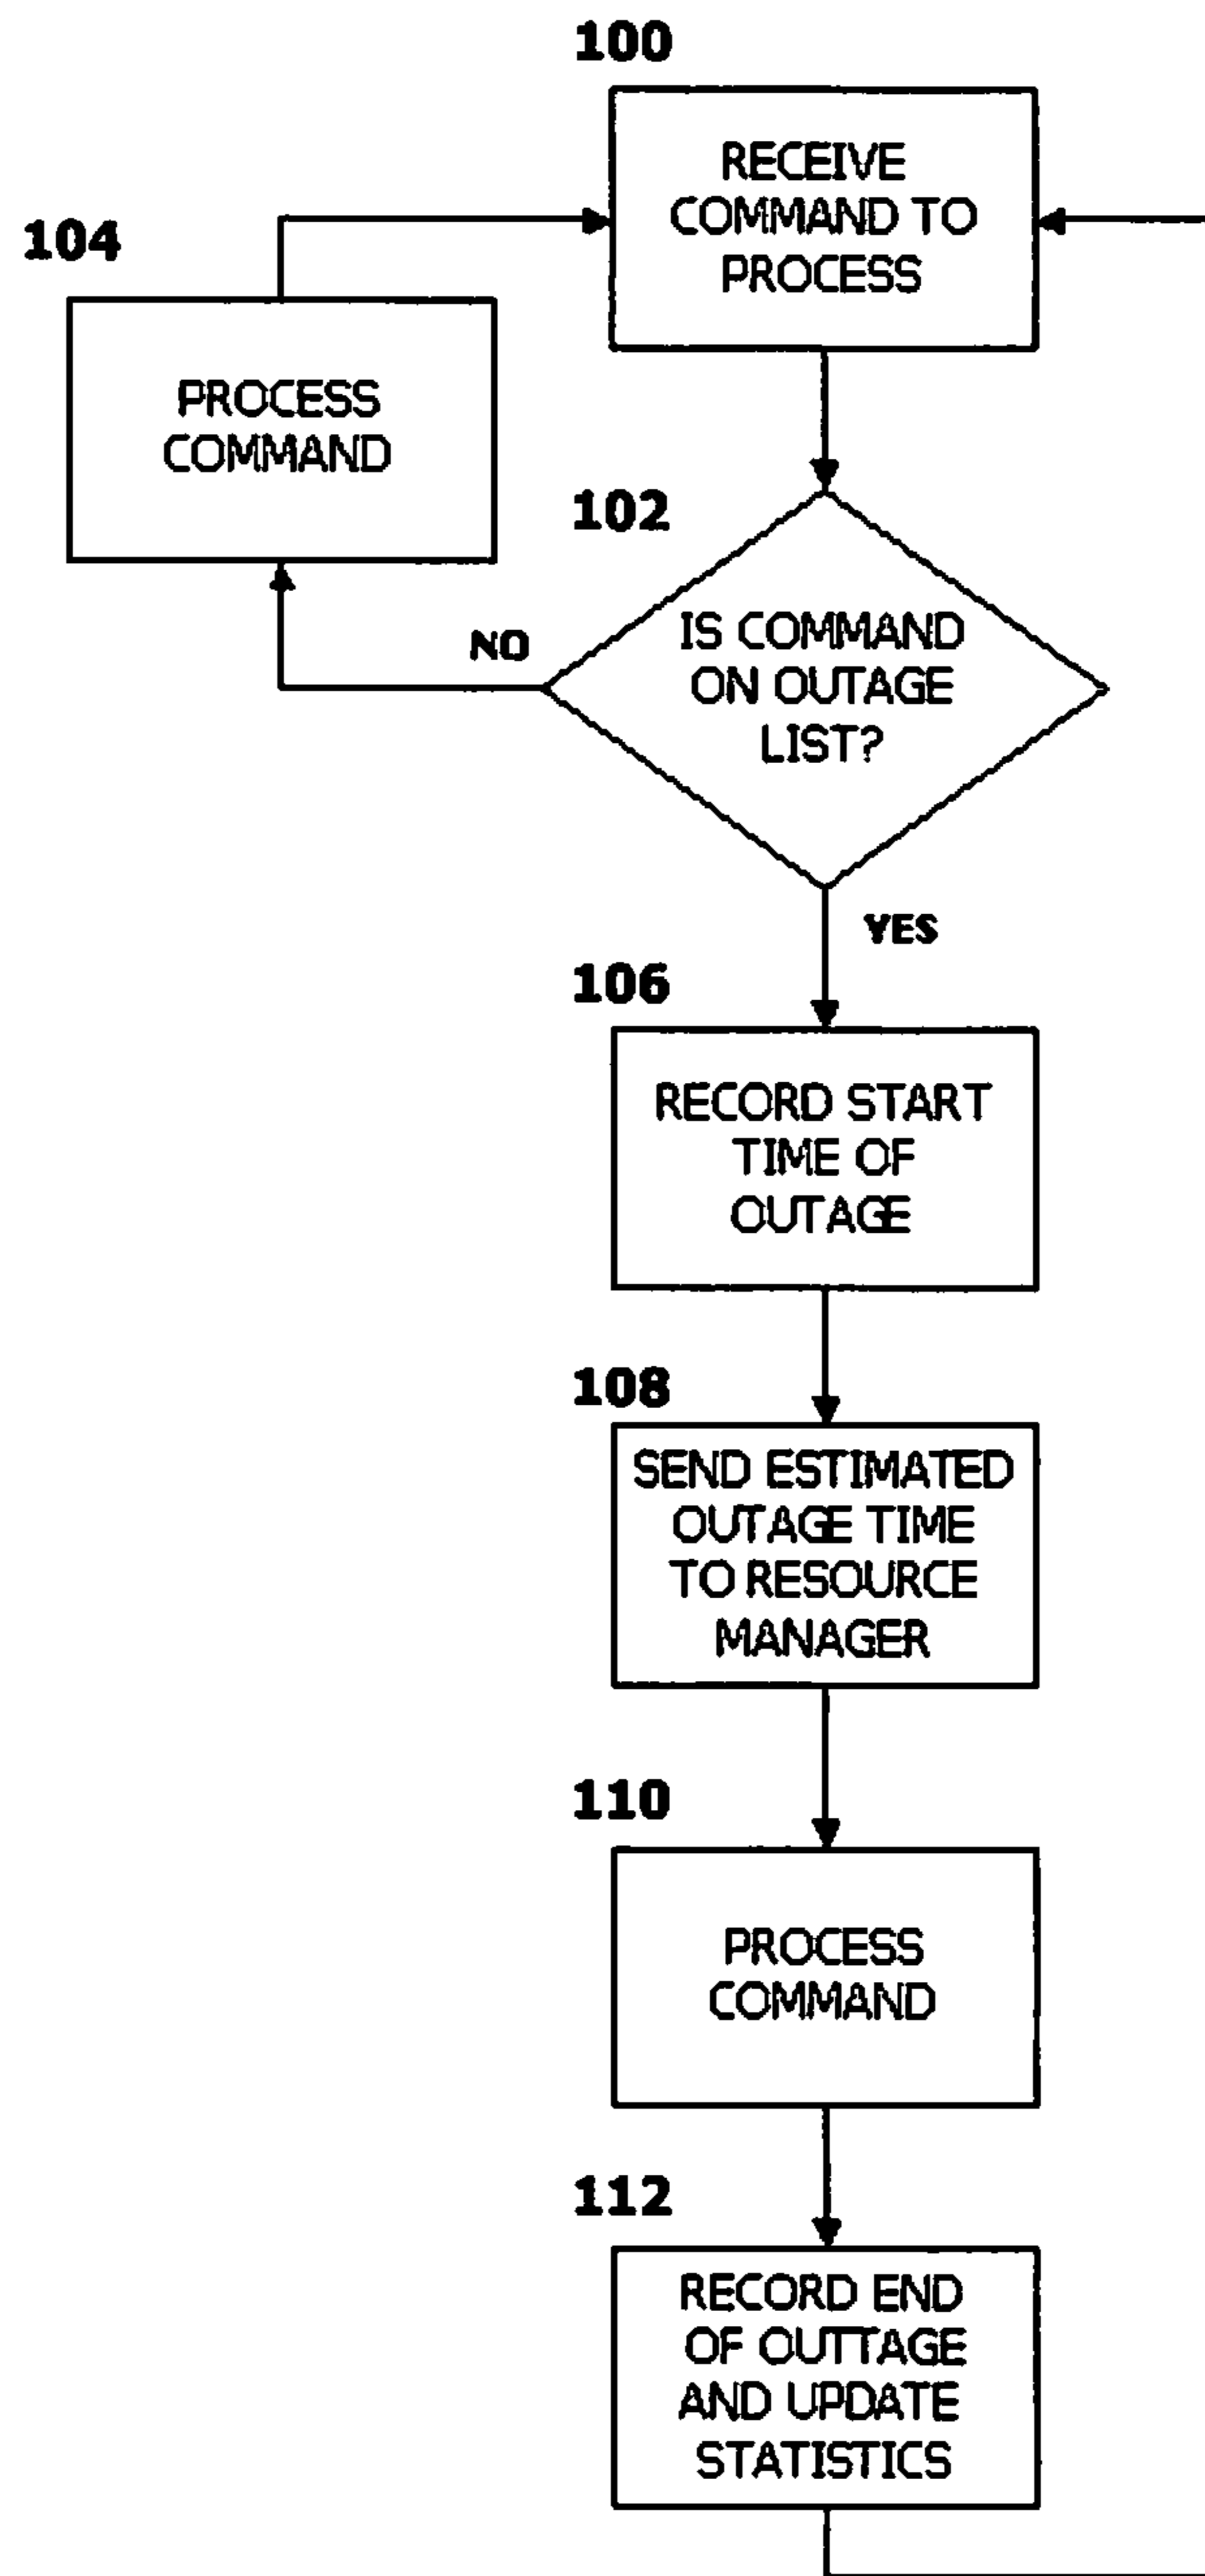 100
RECEIVE
COMMAND TO
PROCESS
104
PROCESS
COMMAND
102
IS COMMAND
ON OUTAGE
LIST?
NO
YES
106
RECORD START
TIME OF
OUTAGE
108
SEND ESTIMATED
OUTAGE TIME
TO RESOURCE
MANAGER
110
PROCESS
COMMAND
112
RECORD END
OF OUTTAGE
AND UPDATE
STATISTICS